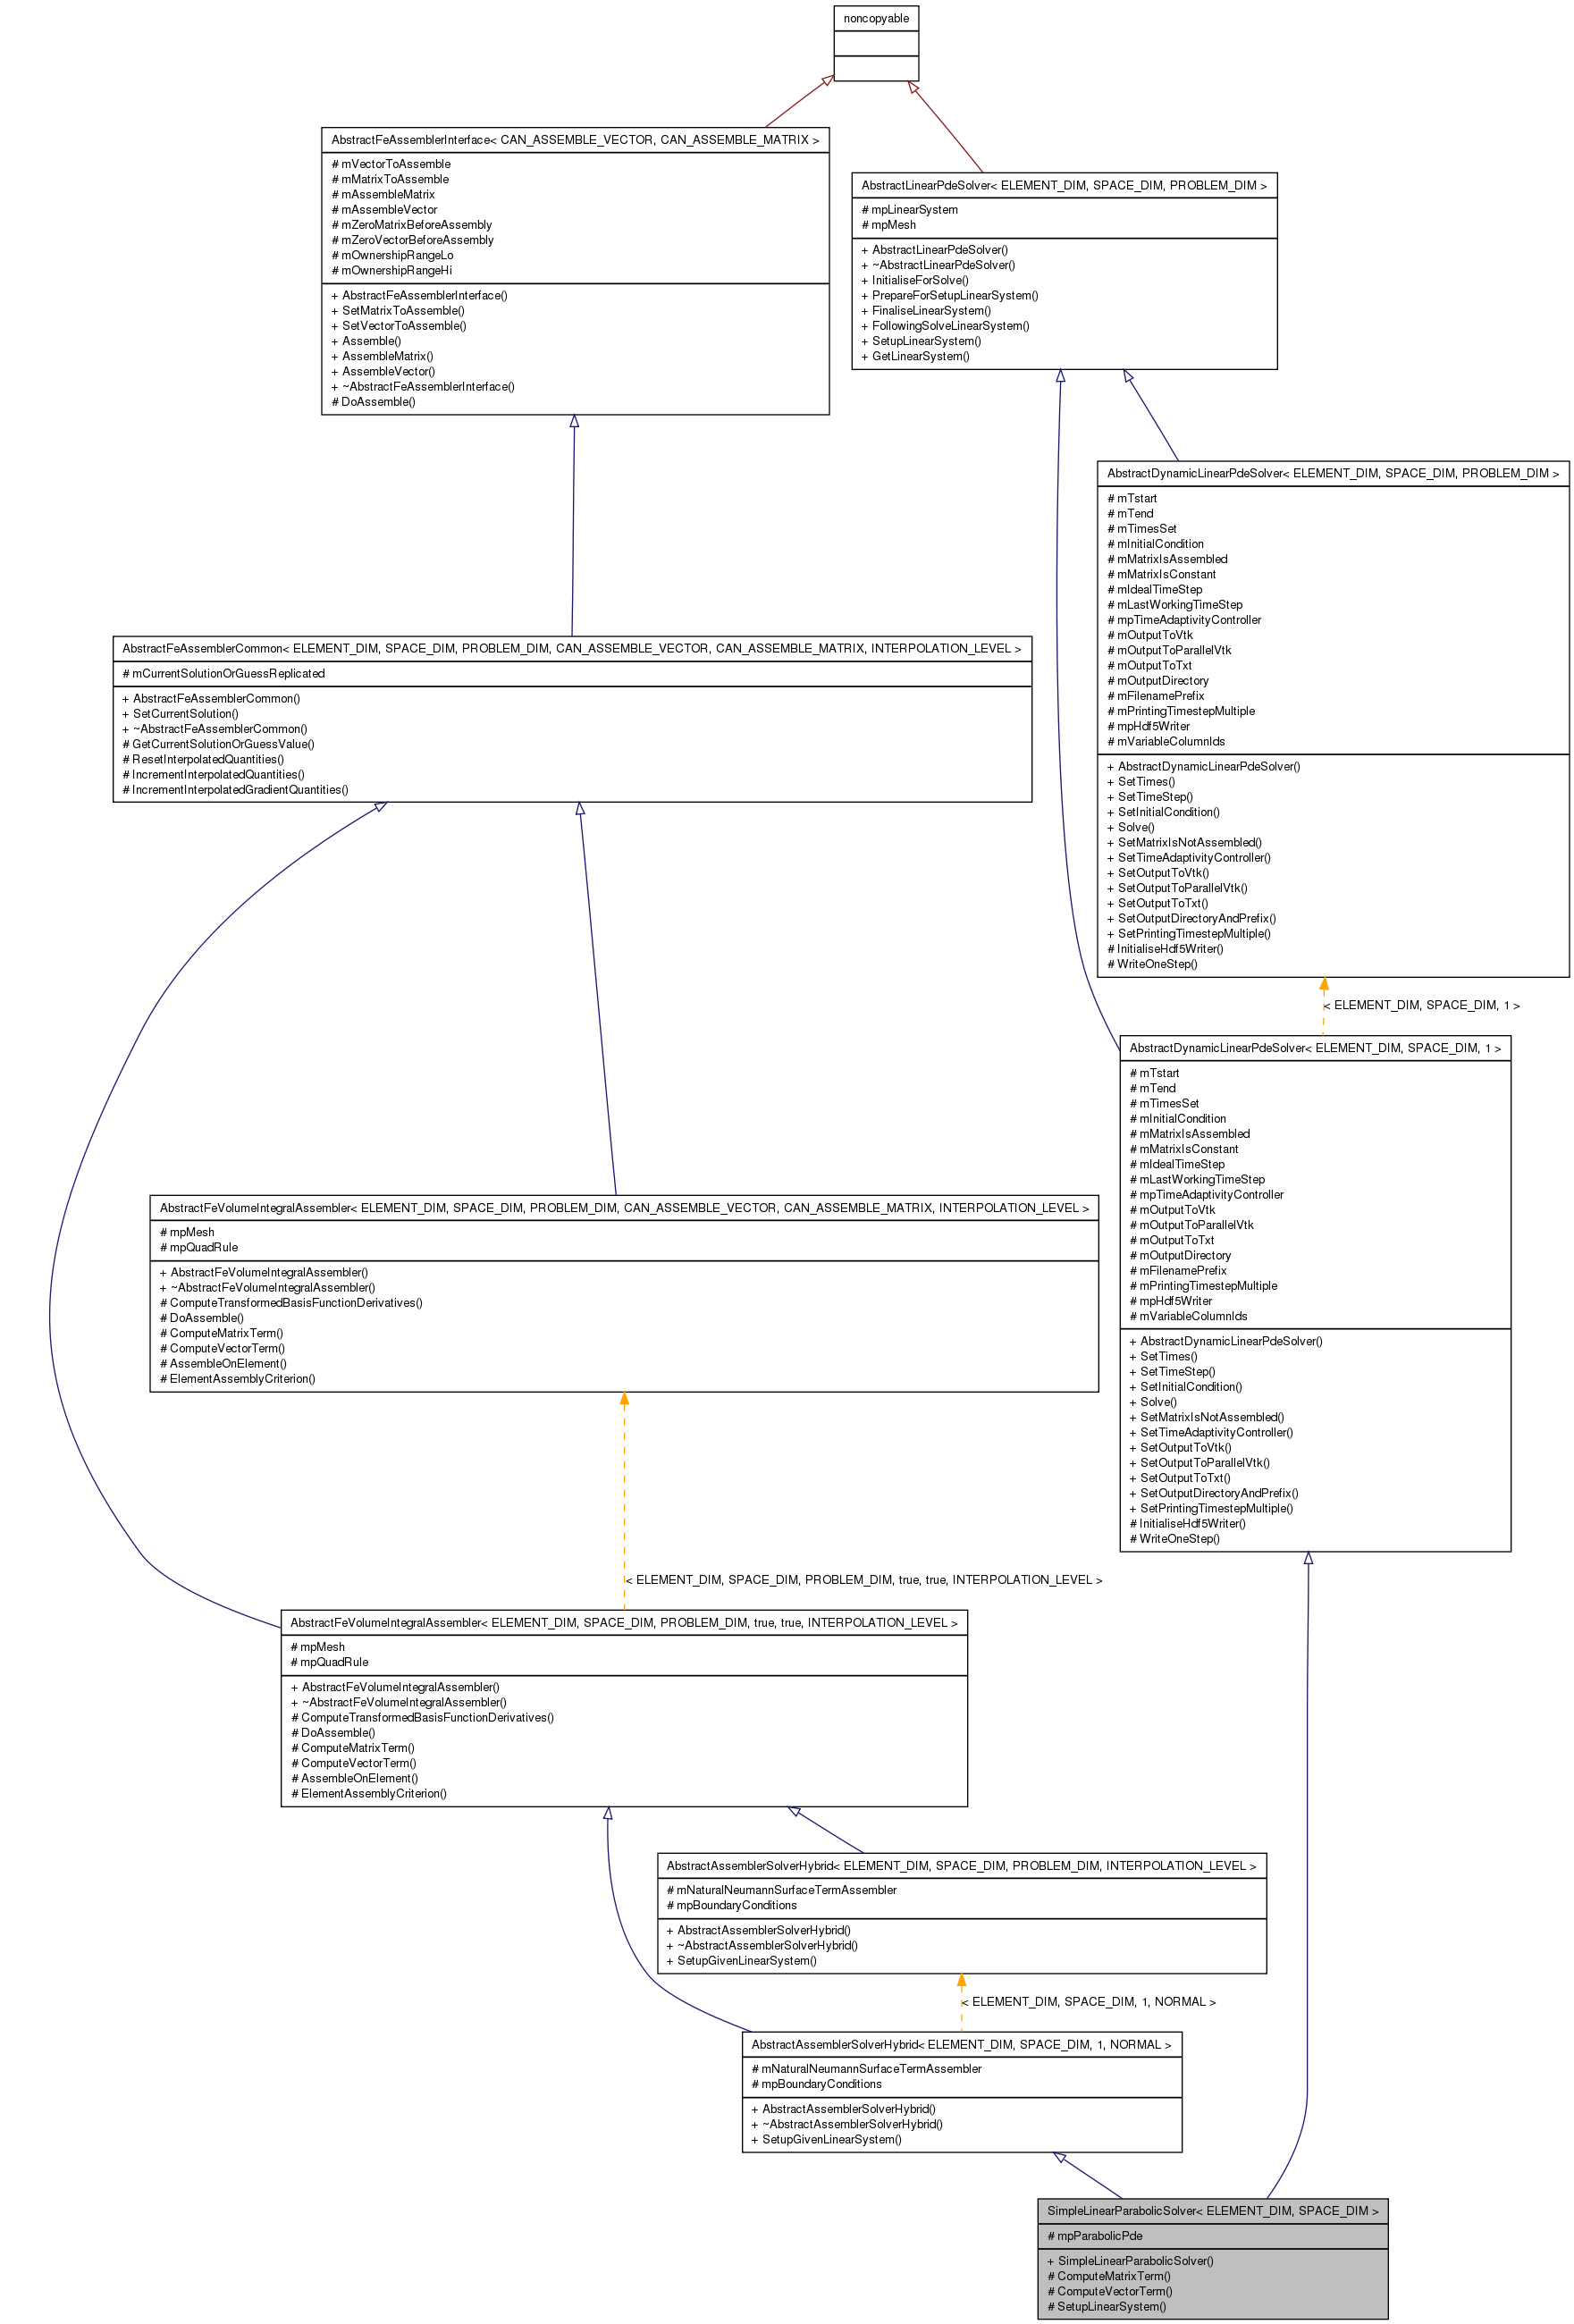 noncopyable
AbstractFeAssemblerInterface< CAN_ASSEMBLE_VECTOR, CAN_ASSEMBLE_MATRIX >
# mVectorToAssemble
# mMatrixToAssemble
# mAssembleMatrix
# mAssembleVector
# mZeroMatrixBeforeAssembly
# mZeroVectorBeforeAssembly
# mOwnershipRangeLo
# mOwnershipRangeHi
+ AbstractFeAssemblerInterface()
+ SetMatrixToAssemble()
+ SetVectorToAssemble()
+ Assemble()
+ AssembleMatrix()
+ AssembleVector()
+ ~AbstractFeAssemblerInterface()
# DoAssemble()
AbstractLinearPdeSolver< ELEMENT_DIM, SPACE_DIM, PROBLEM_DIM >
# mpLinearSystem
# mpMesh
+ AbstractLinearPdeSolver()
+ ~AbstractLinearPdeSolver()
+ InitialiseForSolve()
+ PrepareForSetupLinearSystem()
+ FinaliseLinearSystem()
+ FollowingSolveLinearSystem()
+ SetupLinearSystem()
+ GetLinearSystem()
AbstractDynamicLinearPdeSolver< ELEMENT_DIM, SPACE_DIM, PROBLEM_DIM >
# mTstart
# mTend
# mTimesSet
# mInitialCondition
# mMatrixIsAssembled
# mMatrixIsConstant
# mIdealTimeStep
# mLastWorkingTimeStep
# mpTimeAdaptivityController
# mOutputToVtk
# mOutputToParallelVtk
# mOutputToTxt
# mOutputDirectory
# mFilenamePrefix
# mPrintingTimestepMultiple
# mpHdf5Writer
# mVariableColumnIds
+ AbstractDynamicLinearPdeSolver()
+ SetTimes()
+ SetTimeStep()
+ SetInitialCondition()
+ Solve()
+ SetMatrixIsNotAssembled()
+ SetTimeAdaptivityController()
+ SetOutputToVtk()
+ SetOutputToParallelVtk()
+ SetOutputToTxt()
+ SetOutputDirectoryAndPrefix()
+ SetPrintingTimestepMultiple()
# InitialiseHdf5Writer()
# WriteOneStep()
AbstractFeAssemblerCommon< ELEMENT_DIM, SPACE_DIM, PROBLEM_DIM, CAN_ASSEMBLE_VECTOR, CAN_ASSEMBLE_MATRIX, INTERPOLATION_LEVEL >
# mCurrentSolutionOrGuessReplicated
+ AbstractFeAssemblerCommon()
+ SetCurrentSolution()
+ ~AbstractFeAssemblerCommon()
# GetCurrentSolutionOrGuessValue()
# ResetInterpolatedQuantities()
# IncrementInterpolatedQuantities()
# IncrementInterpolatedGradientQuantities()
< ELEMENT_DIM, SPACE_DIM, 1 >
AbstractDynamicLinearPdeSolver< ELEMENT_DIM, SPACE_DIM, 1 >
# mTstart
# mTend
# mTimesSet
# mInitialCondition
# mMatrixIsAssembled
# mMatrixIsConstant
# mIdealTimeStep
# mLastWorkingTimeStep
# mpTimeAdaptivityController
# mOutputToVtk
# mOutputToParallelVtk
# mOutputToTxt
# mOutputDirectory
# mFilenamePrefix
# mPrintingTimestepMultiple
# mpHdf5Writer
# mVariableColumnIds
+ AbstractDynamicLinearPdeSolver()
+ SetTimes()
+ SetTimeStep()
+ SetInitialCondition()
+ Solve()
+ SetMatrixIsNotAssembled()
+ SetTimeAdaptivityController()
+ SetOutputToVtk()
+ SetOutputToParallelVtk()
+ SetOutputToTxt()
+ SetOutputDirectoryAndPrefix()
+ SetPrintingTimestepMultiple()
# InitialiseHdf5Writer()
# WriteOneStep()
AbstractFeVolumeIntegralAssembler< ELEMENT_DIM, SPACE_DIM, PROBLEM_DIM, CAN_ASSEMBLE_VECTOR, CAN_ASSEMBLE_MATRIX, INTERPOLATION_LEVEL >
# mpMesh
# mpQuadRule
+ AbstractFeVolumeIntegralAssembler()
+ ~AbstractFeVolumeIntegralAssembler()
# ComputeTransformedBasisFunctionDerivatives()
# DoAssemble()
# ComputeMatrixTerm()
# ComputeVectorTerm()
# AssembleOnElement()
# ElementAssemblyCriterion()
< ELEMENT_DIM, SPACE_DIM, PROBLEM_DIM, true, true, INTERPOLATION_LEVEL >
AbstractFeVolumeIntegralAssembler< ELEMENT_DIM, SPACE_DIM, PROBLEM_DIM, true, true, INTERPOLATION_LEVEL >
# mpMesh
# mpQuadRule
+ AbstractFeVolumeIntegralAssembler()
+ ~AbstractFeVolumeIntegralAssembler()
# ComputeTransformedBasisFunctionDerivatives()
# DoAssemble()
# ComputeMatrixTerm()
# ComputeVectorTerm()
# AssembleOnElement()
# ElementAssemblyCriterion()
AbstractAssemblerSolverHybrid< ELEMENT_DIM, SPACE_DIM, PROBLEM_DIM, INTERPOLATION_LEVEL >
# mNaturalNeumannSurfaceTermAssembler
# mpBoundaryConditions
+ AbstractAssemblerSolverHybrid()
+ ~AbstractAssemblerSolverHybrid()
+ SetupGivenLinearSystem()
< ELEMENT_DIM, SPACE_DIM, 1, NORMAL >
AbstractAssemblerSolverHybrid< ELEMENT_DIM, SPACE_DIM, 1, NORMAL >
# mNaturalNeumannSurfaceTermAssembler
# mpBoundaryConditions
+ AbstractAssemblerSolverHybrid()
+ ~AbstractAssemblerSolverHybrid()
+ SetupGivenLinearSystem()
SimpleLinearParabolicSolver< ELEMENT_DIM, SPACE_DIM >
# mpParabolicPde
+ SimpleLinearParabolicSolver()
# ComputeMatrixTerm()
# ComputeVectorTerm()
# SetupLinearSystem()